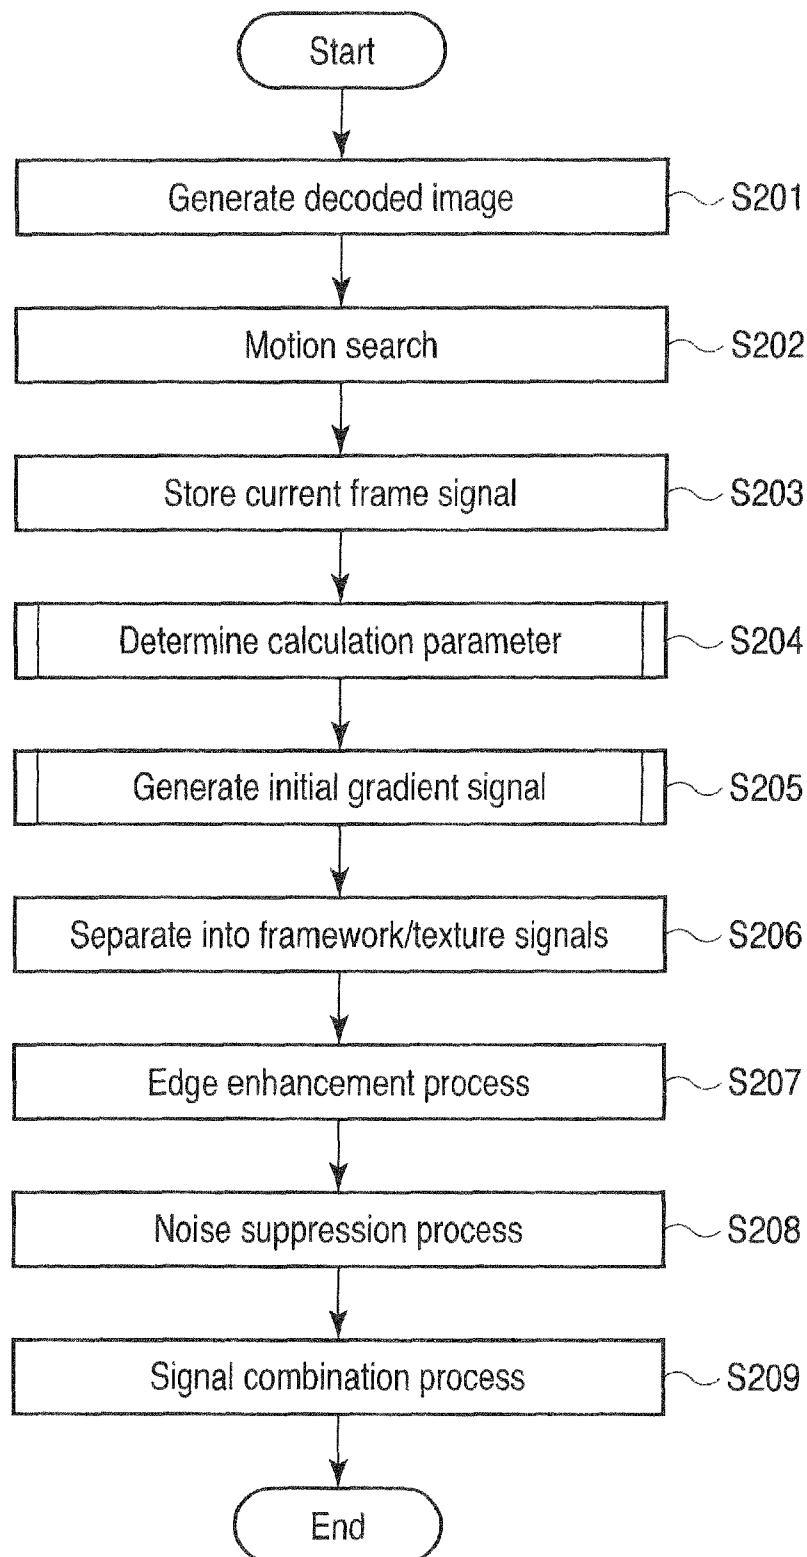 Start
Generate decoded image S201
Motion search S202
Store current frame signal S203
Determine calculation parameter S204
Generate initial gradient signal S205
Separate into framework/texture signals S206
Edge enhancement process S207
Noise suppression process S208
Signal combination process S209
End